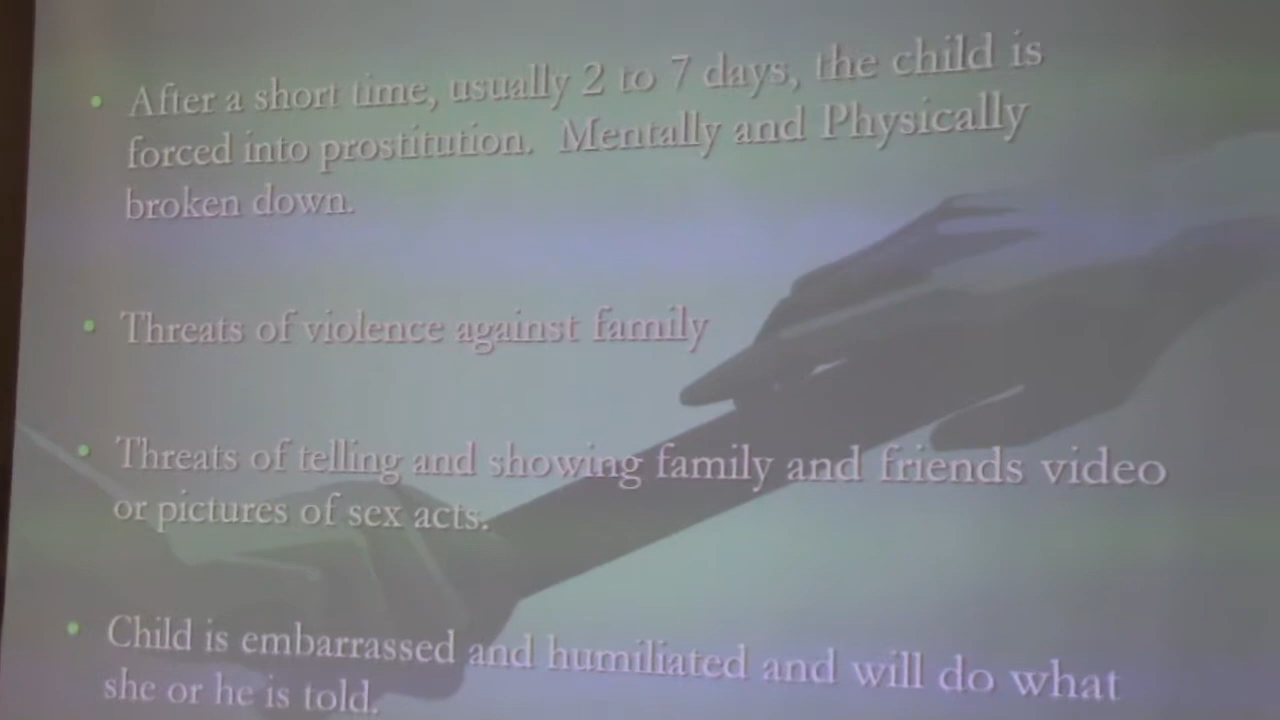 • After a short time, usually 2 to 7 days, the child is
forced into prostitution.  Mentally and Physically
broken down.
• Threats of violence against family
• Threats of telling and showing family and friends video
or pictures of sex acts.
• Child is embarrassed and humiliated and will do what
she or he is told.